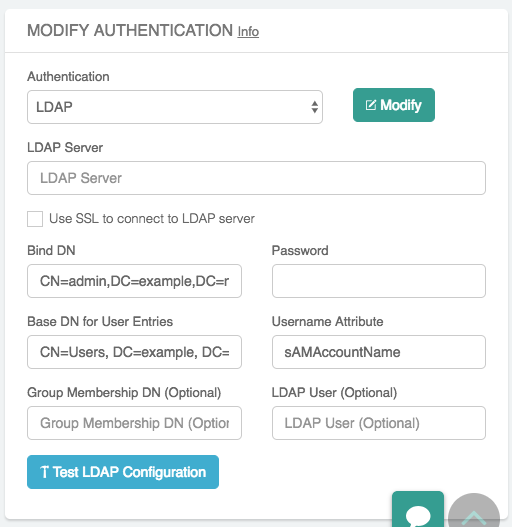 MODIFY AUTHENTICATION Info
Authentication
LDAP
Modify
LDAP Server
LDAP Server
Use SSL to connect to LDAP server
Bind DN Password
CN=admin,DC=example,DC=r
Base DN for User Entries Username Attribute
CN=Users, DC=example, DC= sAMAccountName
Group Membership DN (Optional) LDAP User (Optional)
Group Membership DN (Option LDAP User (Optional)
Test LDAP Configuration